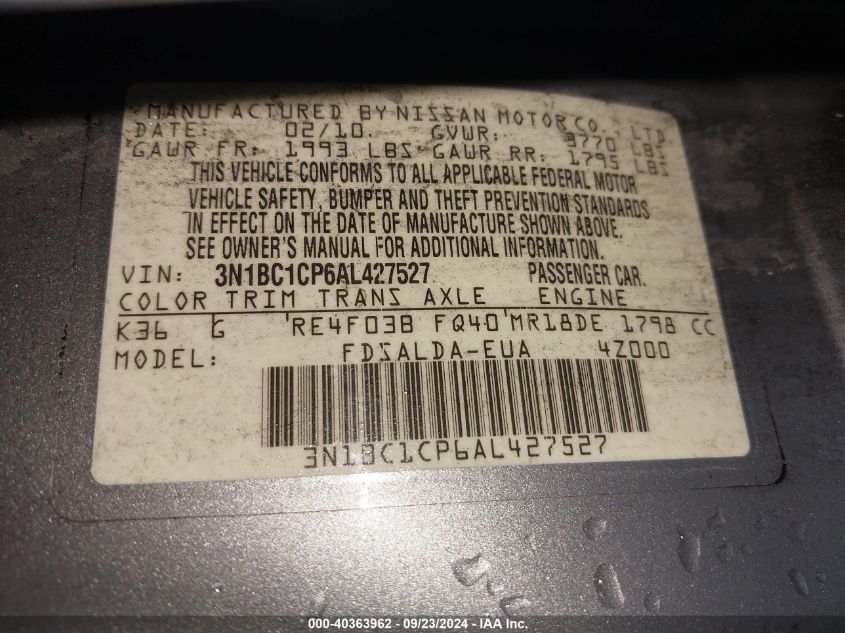 MANUFACTURED BY NISSAN MOTOR CO., LTD.
DATE: 02/10 GVWR: 3770 LBS
GAWR FR: 1993 LBS GAWR RR: 1795 LBS
THIS VEHICLE CONFORMS TO ALL APPLICABLE FEDERAL MOTOR
VEHICLE SAFETY, BUMPER AND THEFT PREVENTION STANDARDS
IN EFFECT ON THE DATE OF MANUFACTURE SHOWN ABOVE.
SEE OWNER'S MANUAL FOR ADDITIONAL INFORMATION.
VIN: 3N1BC1CP6AL427527 PASSENGER CAR.
COLOR TRIM TRANS AXLE ENGINE
K36 G RE4F03B FQ40 MR18DE 1798 CC
MODEL: FDSALDA-EUA 4Z000
3N1BC1CP6AL427527
000-40363962 - 09/23/2024 - IAA Inc.